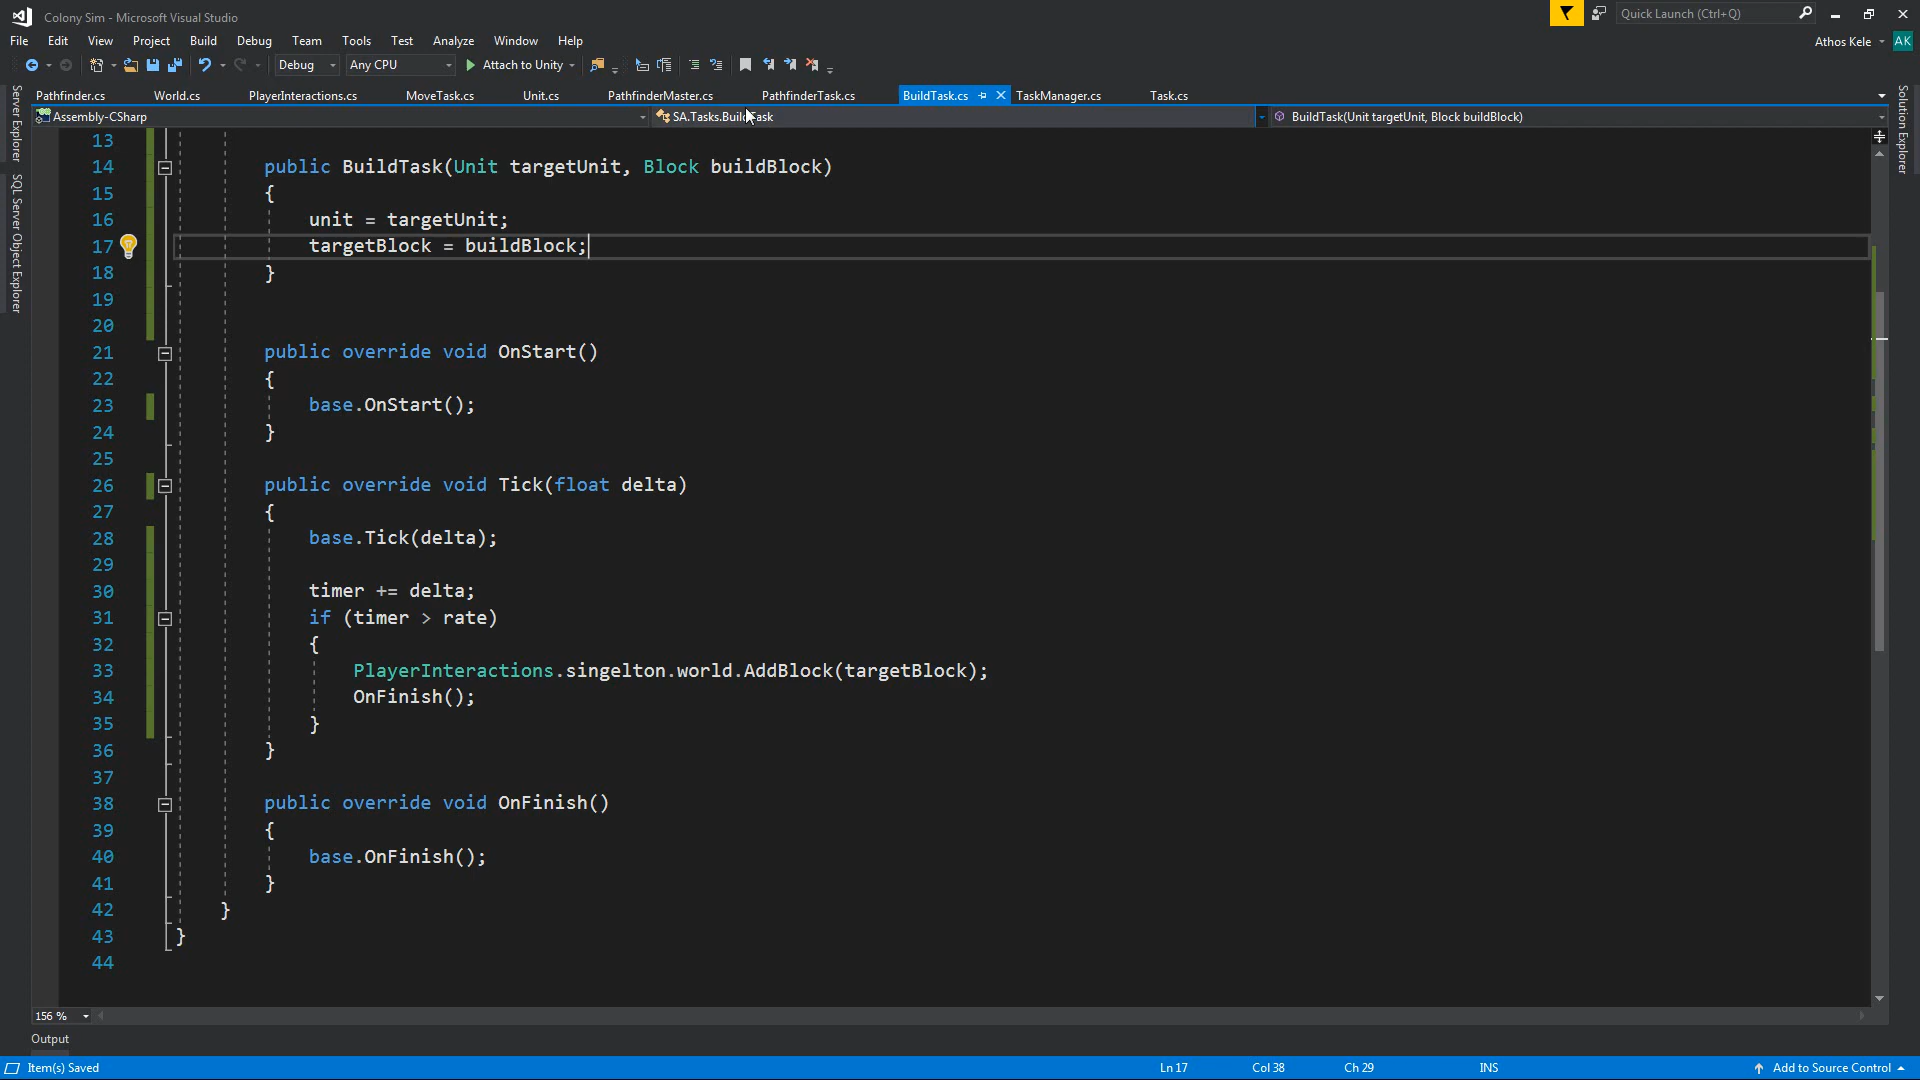 Colony Sim - Microsoft Visual Studio
Quick Launch (Ctrl+Q)
File Edit View Project Build Debug Team Tools Test Analyze Window Help
Athos Kele AK
Debug Any CPU Attach to Unity
Server Explorer
SQL Server Object Explorer
Solution Explorer
Pathfinder.cs World.cs PlayerInteractions.cs MoveTask.cs Unit.cs PathfinderMaster.cs PathfinderTask.cs BuildTask.cs TaskManager.cs Task.cs
Assembly-CSharp SA.Tasks.BuildTask BuildTask(Unit targetUnit, Block buildBlock)
13
14 public BuildTask(Unit targetUnit, Block buildBlock)
15 {
16 unit = targetUnit;
17 targetBlock = buildBlock;
18 }
19
20
21 public override void OnStart()
22 {
23 base.OnStart();
24 }
25
26 public override void Tick(float delta)
27 {
28 base.Tick(delta);
29
30 timer += delta;
31 if (timer > rate)
32 {
33 PlayerInteractions.singelton.world.AddBlock(targetBlock);
34 OnFinish();
35 }
36 }
37
38 public override void OnFinish()
39 {
40 base.OnFinish();
41 }
42 }
43 }
44
156 %
Output
Item(s) Saved Ln 17 Col 38 Ch 29 INS Add to Source Control